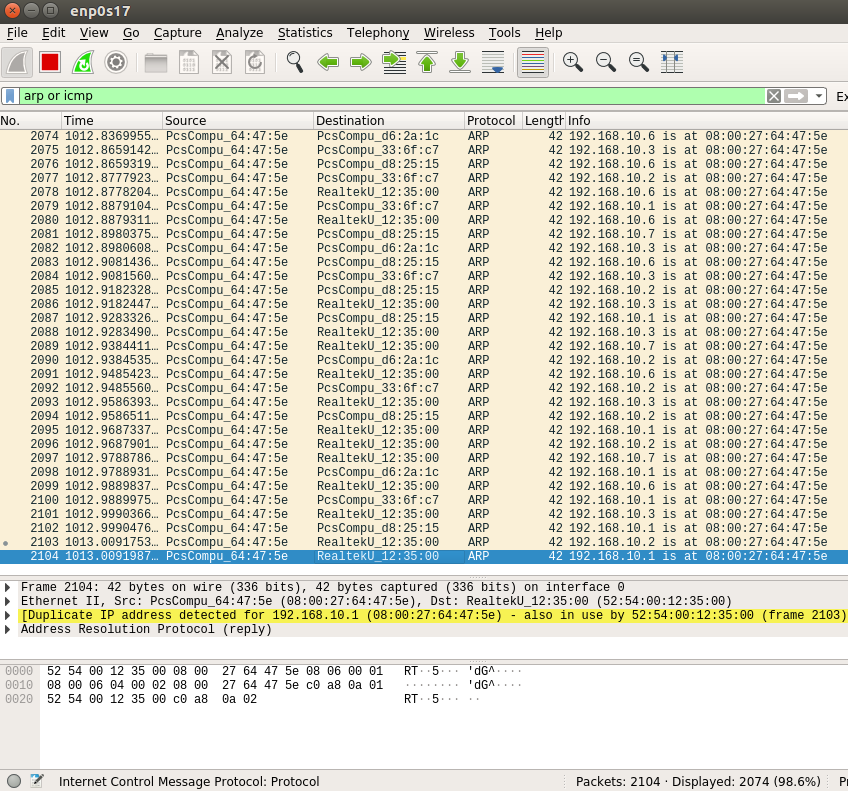 enp0s17
File Edit View Go Capture Analyze Statistics Telephony Wireless Tools Help
arp or icmp Ex
No. Time Source Destination Protocol Length Info
2074 1012.8369955… PcsCompu_64:47:5e PcsCompu_d6:2a:1c ARP 42 192.168.10.6 is at 08:00:27:64:47:5e
2075 1012.8659142… PcsCompu_64:47:5e PcsCompu_33:6f:c7 ARP 42 192.168.10.3 is at 08:00:27:64:47:5e
2076 1012.8659319… PcsCompu_64:47:5e PcsCompu_d8:25:15 ARP 42 192.168.10.6 is at 08:00:27:64:47:5e
2077 1012.8777923… PcsCompu_64:47:5e PcsCompu_33:6f:c7 ARP 42 192.168.10.2 is at 08:00:27:64:47:5e
2078 1012.8778204… PcsCompu_64:47:5e RealtekU_12:35:00 ARP 42 192.168.10.6 is at 08:00:27:64:47:5e
2079 1012.8879104… PcsCompu_64:47:5e PcsCompu_33:6f:c7 ARP 42 192.168.10.1 is at 08:00:27:64:47:5e
2080 1012.8879311… PcsCompu_64:47:5e RealtekU_12:35:00 ARP 42 192.168.10.6 is at 08:00:27:64:47:5e
2081 1012.8980375… PcsCompu_64:47:5e PcsCompu_d8:25:15 ARP 42 192.168.10.7 is at 08:00:27:64:47:5e
2082 1012.8980608… PcsCompu_64:47:5e PcsCompu_d6:2a:1c ARP 42 192.168.10.3 is at 08:00:27:64:47:5e
2083 1012.9081436… PcsCompu_64:47:5e PcsCompu_d8:25:15 ARP 42 192.168.10.6 is at 08:00:27:64:47:5e
2084 1012.9081560… PcsCompu_64:47:5e PcsCompu_33:6f:c7 ARP 42 192.168.10.3 is at 08:00:27:64:47:5e
2085 1012.9182328… PcsCompu_64:47:5e PcsCompu_d8:25:15 ARP 42 192.168.10.2 is at 08:00:27:64:47:5e
2086 1012.9182447… PcsCompu_64:47:5e RealtekU_12:35:00 ARP 42 192.168.10.3 is at 08:00:27:64:47:5e
2087 1012.9283326… PcsCompu_64:47:5e PcsCompu_d8:25:15 ARP 42 192.168.10.1 is at 08:00:27:64:47:5e
2088 1012.9283490… PcsCompu_64:47:5e RealtekU_12:35:00 ARP 42 192.168.10.3 is at 08:00:27:64:47:5e
2089 1012.9384411… PcsCompu_64:47:5e RealtekU_12:35:00 ARP 42 192.168.10.7 is at 08:00:27:64:47:5e
2090 1012.9384535… PcsCompu_64:47:5e PcsCompu_d6:2a:1c ARP 42 192.168.10.2 is at 08:00:27:64:47:5e
2091 1012.9485423… PcsCompu_64:47:5e RealtekU_12:35:00 ARP 42 192.168.10.6 is at 08:00:27:64:47:5e
2092 1012.9485560… PcsCompu_64:47:5e PcsCompu_33:6f:c7 ARP 42 192.168.10.2 is at 08:00:27:64:47:5e
2093 1012.9586393… PcsCompu_64:47:5e RealtekU_12:35:00 ARP 42 192.168.10.3 is at 08:00:27:64:47:5e
2094 1012.9586511… PcsCompu_64:47:5e PcsCompu_d8:25:15 ARP 42 192.168.10.2 is at 08:00:27:64:47:5e
2095 1012.9687337… PcsCompu_64:47:5e RealtekU_12:35:00 ARP 42 192.168.10.1 is at 08:00:27:64:47:5e
2096 1012.9687901… PcsCompu_64:47:5e RealtekU_12:35:00 ARP 42 192.168.10.2 is at 08:00:27:64:47:5e
2097 1012.9788786… PcsCompu_64:47:5e RealtekU_12:35:00 ARP 42 192.168.10.7 is at 08:00:27:64:47:5e
2098 1012.9788931… PcsCompu_64:47:5e PcsCompu_d6:2a:1c ARP 42 192.168.10.1 is at 08:00:27:64:47:5e
2099 1012.9889837… PcsCompu_64:47:5e RealtekU_12:35:00 ARP 42 192.168.10.6 is at 08:00:27:64:47:5e
2100 1012.9889975… PcsCompu_64:47:5e PcsCompu_33:6f:c7 ARP 42 192.168.10.1 is at 08:00:27:64:47:5e
2101 1012.9990366… PcsCompu_64:47:5e RealtekU_12:35:00 ARP 42 192.168.10.3 is at 08:00:27:64:47:5e
2102 1012.9990476… PcsCompu_64:47:5e PcsCompu_d8:25:15 ARP 42 192.168.10.1 is at 08:00:27:64:47:5e
2103 1013.0091753… PcsCompu_64:47:5e RealtekU_12:35:00 ARP 42 192.168.10.2 is at 08:00:27:64:47:5e
2104 1013.0091987… PcsCompu_64:47:5e RealtekU_12:35:00 ARP 42 192.168.10.1 is at 08:00:27:64:47:5e
Frame 2104: 42 bytes on wire (336 bits), 42 bytes captured (336 bits) on interface 0
Ethernet II, Src: PcsCompu_64:47:5e (08:00:27:64:47:5e), Dst: RealtekU_12:35:00 (52:54:00:12:35:00)
[Duplicate IP address detected for 192.168.10.1 (08:00:27:64:47:5e) - also in use by 52:54:00:12:35:00 (frame 2103)
Address Resolution Protocol (reply)
0000 52 54 00 12 35 00 08 00 27 64 47 5e 08 06 00 01 RT··5··· 'dG^····
0010 08 00 06 04 00 02 08 00 27 64 47 5e c0 a8 0a 01 ········ 'dG^····
0020 52 54 00 12 35 00 c0 a8 0a 02 RT··5··· ··
Internet Control Message Protocol: Protocol Packets: 2104 · Displayed: 2074 (98.6%) Pr